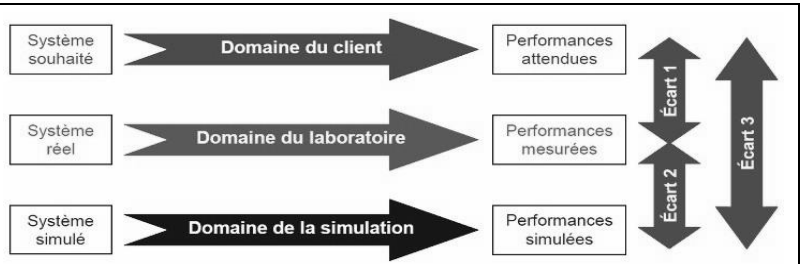 Système
souhaité
Domaine du client
Performances
attendues
Écart 1
Écart 3
Système
réel
Domaine du laboratoire
Performances
mesurées
Écart 2
Système
simulé
Domaine de la simulation
Performances
simulées